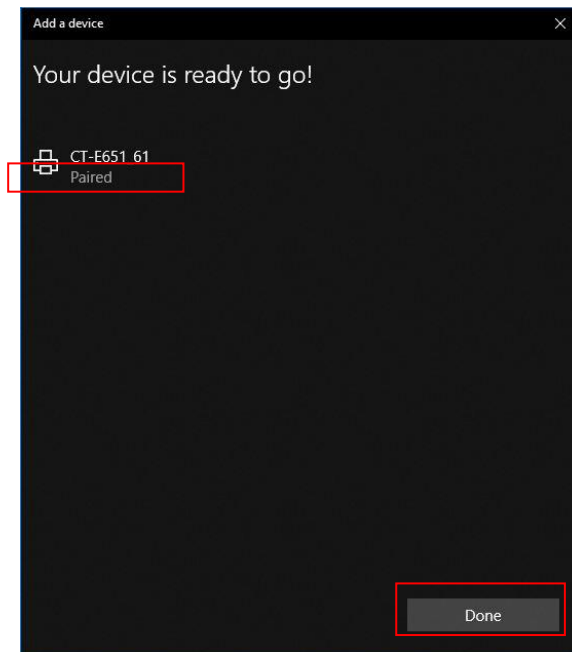 Add a device
Your device is ready to go!
CT-E651_61
Paired
Done